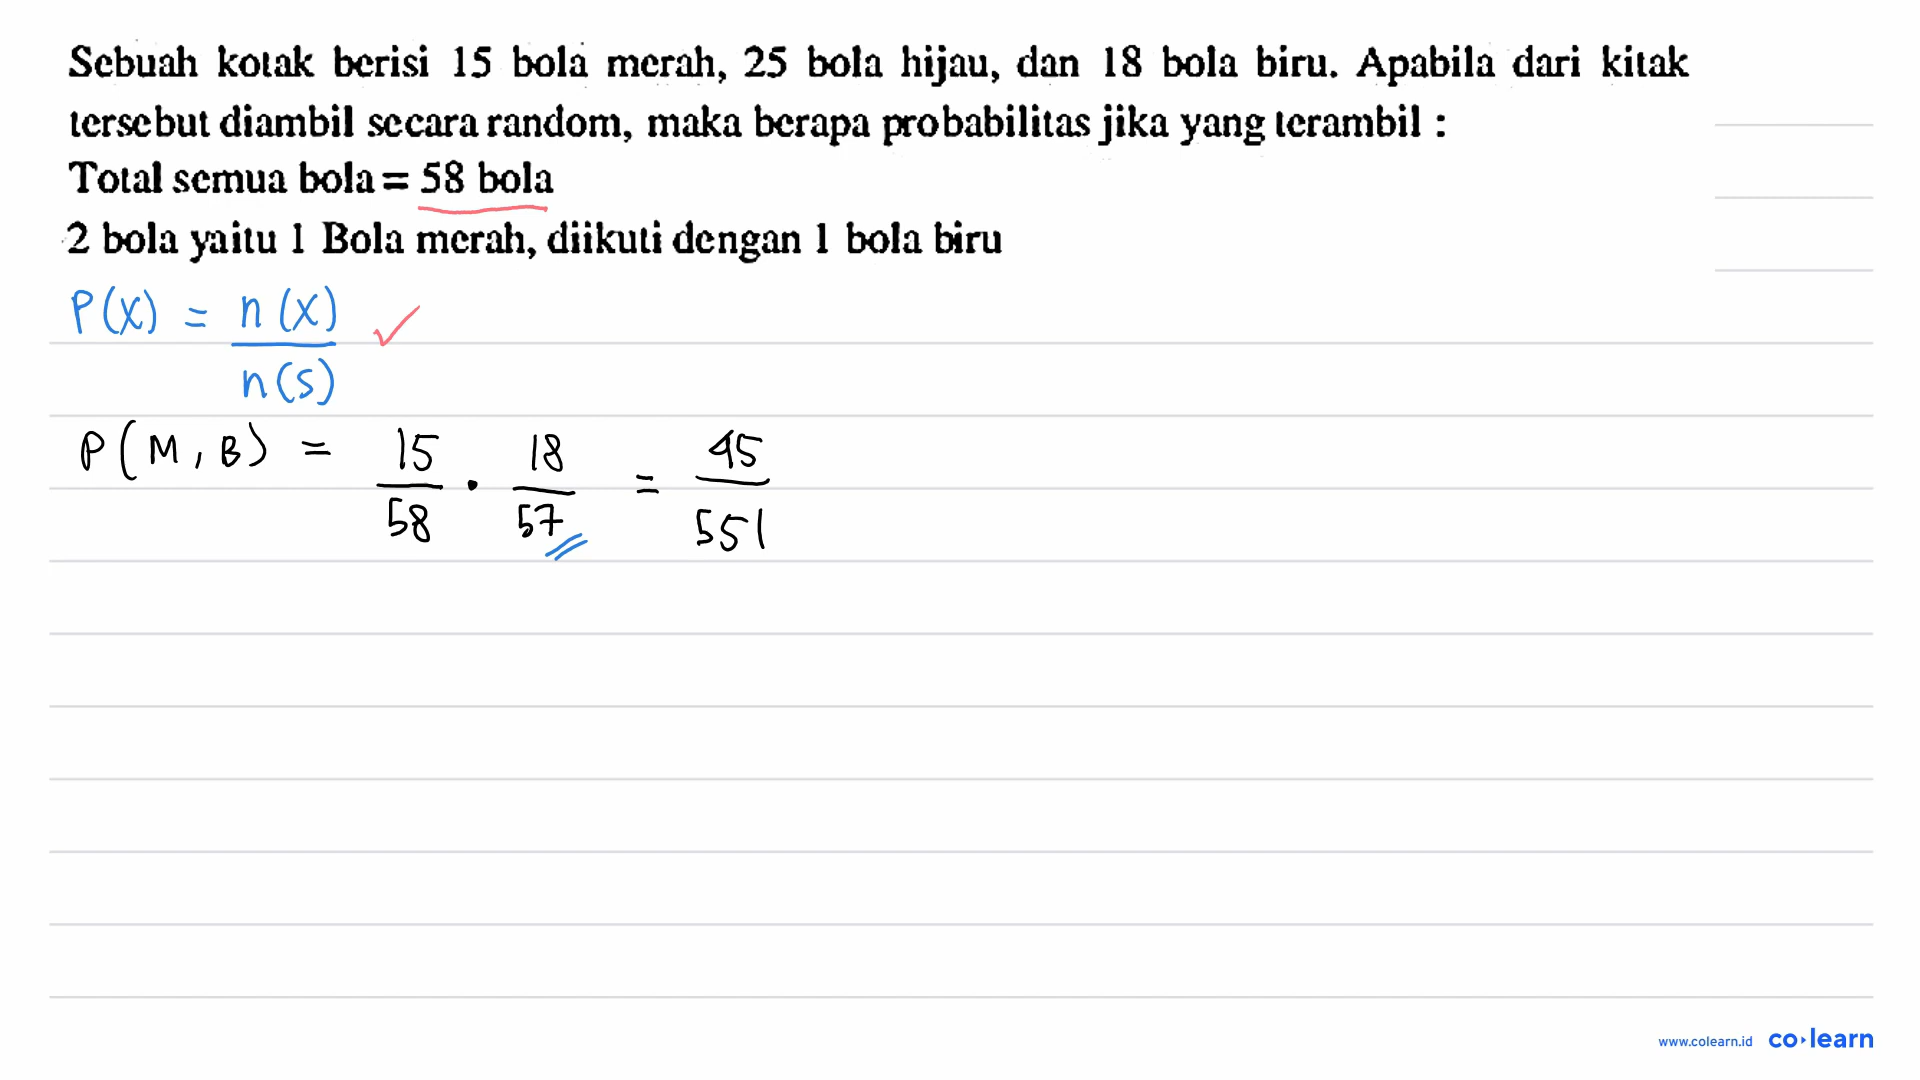 Sebuah kotak berisi 15 bola merah, 25 bola hijau, dan 18 bola biru. Apabila dari kitak
tersebut diambil secara random, maka berapa probabilitas jika yang terambil :
Total semua bola = 58 bola
2 bola yaitu 1 Bola merah, diikuti dengan 1 bola biru
P(X) = n(X) / n(S) ✓
P(M, B) = 15/58 · 18/57 = 45/551
www.colearn.id co‣learn